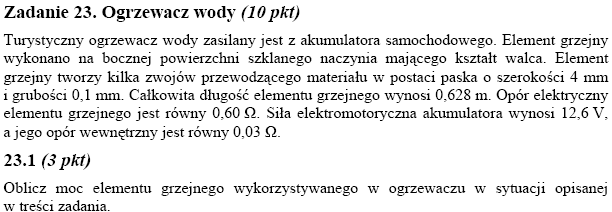 Zadanie 23. Ogrzewacz wody (10 pkt)
Turystyczny ogrzewacz wody zasilany jest z akumulatora samochodowego. Element grzejny
wykonano na bocznej powierzchni szklanego naczynia mającego kształt walca. Element
grzejny tworzy kilka zwojów przewodzącego materiału w postaci paska o szerokości 4 mm
i grubości 0,1 mm. Całkowita długość elementu grzejnego wynosi 0,628 m. Opór elektryczny
elementu grzejnego jest równy 0,60 Ω. Siła elektromotoryczna akumulatora wynosi 12,6 V,
a jego opór wewnętrzny jest równy 0,03 Ω.
23.1 (3 pkt)
Oblicz moc elementu grzejnego wykorzystywanego w ogrzewaczu w sytuacji opisanej
w treści zadania.